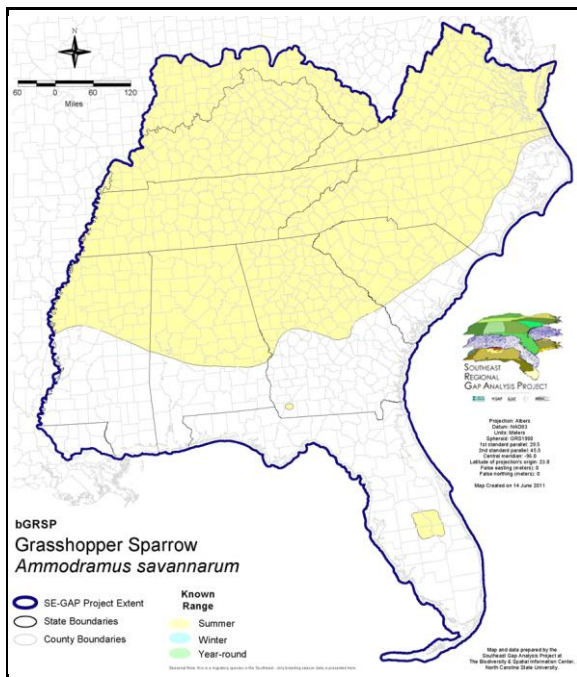 N
60 0 60 120
Miles
SOUTHEAST
REGIONAL
GAP ANALYSIS PROJECT
Projection: Albers
Datum: NAD83
Units: Meters
Spheroid: GRS1980
1st standard parallel: 29.5
2nd standard parallel: 45.5
Central meridian: -96.0
Latitude of projection's origin: 23.0
False easting (meters): 0
False northing (meters): 0
Map Created on 14 June 2011
bGRSP
Grasshopper Sparrow
Ammodramus savannarum
SE-GAP Project Extent
State Boundaries
County Boundaries
Known
Range
Summer
Winter
Year-round
Map and data prepared by the
Southeast Gap Analysis Project at
The Biodiversity & Spatial Information Center,
North Carolina State University.